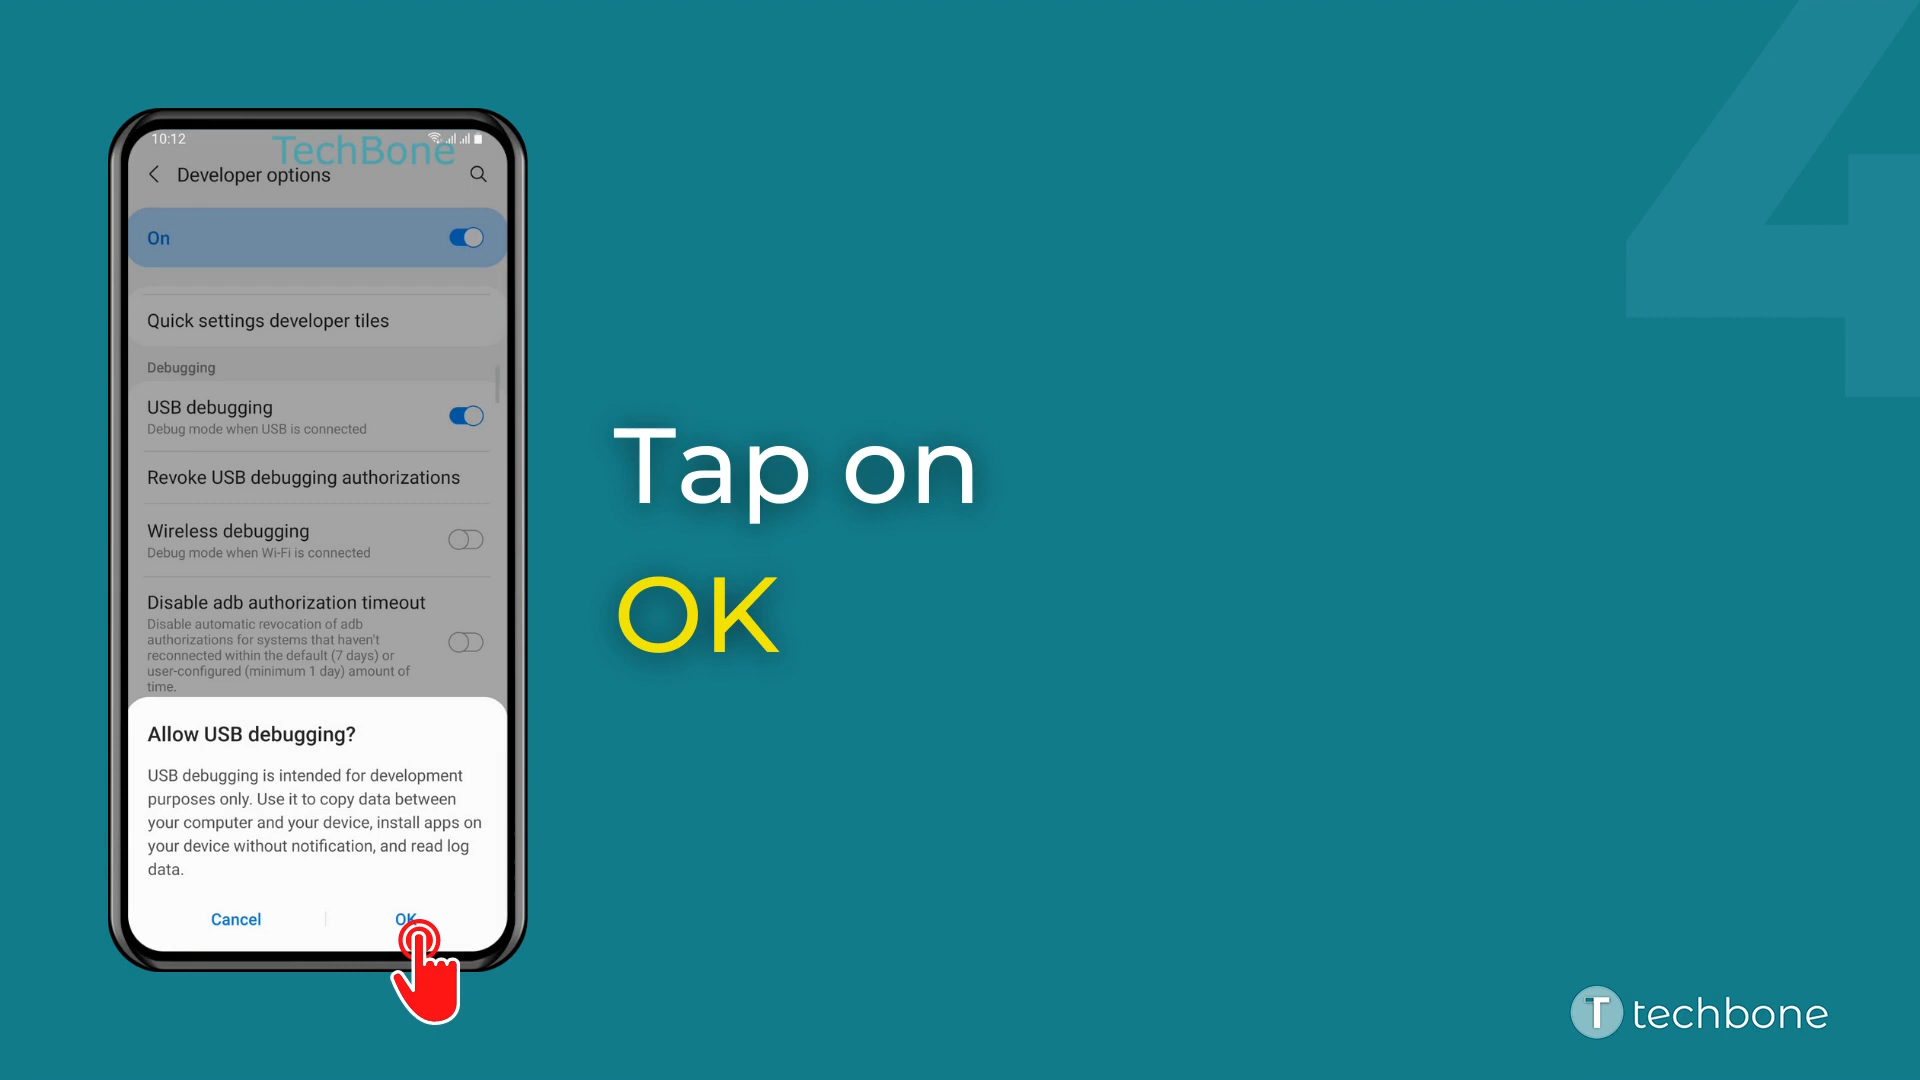 4
10:12
TechBone
Developer options
On
Quick settings developer tiles
Debugging
USB debugging
Debug mode when USB is connected
Revoke USB debugging authorizations
Wireless debugging
Debug mode when Wi-Fi is connected
Disable adb authorization timeout
Disable automatic revocation of adb
authorizations for systems that haven't
reconnected within the default (7 days) or
user-configured (minimum 1 day) amount of
time.
Allow USB debugging?
USB debugging is intended for development
purposes only. Use it to copy data between
your computer and your device, install apps on
your device without notification, and read log
data.
Cancel
OK
Tap on
OK
T techbone